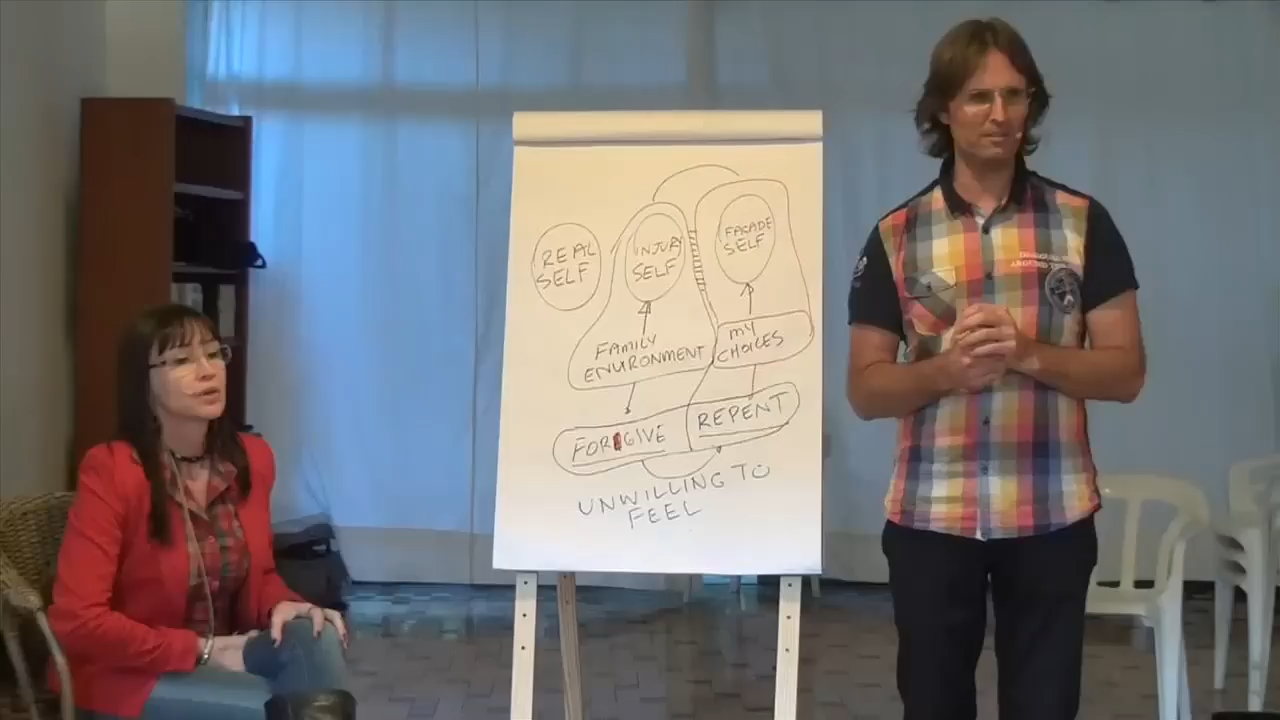 REAL
SELF
INJURY
SELF
FACADE
SELF
FAMILY
ENVIRONMENT
MY
CHOICES
FORGIVE
REPENT
UNWILLING TO
FEEL